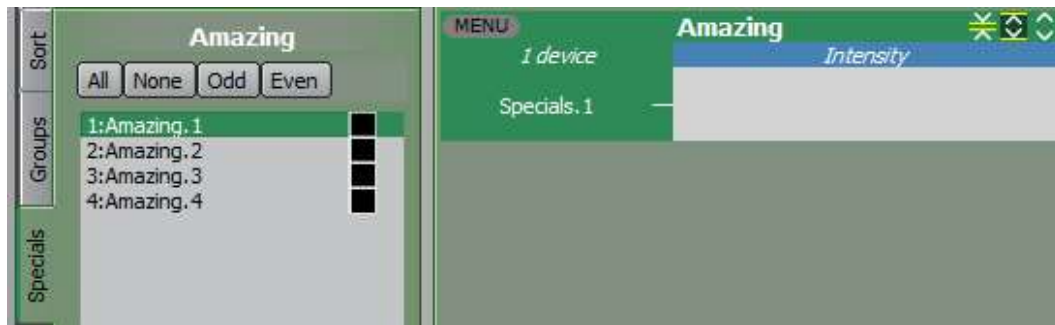 Sort
Groups
Specials
Amazing
All None Odd Even
1:Amazing.1
2:Amazing.2
3:Amazing.3
4:Amazing.4
MENU Amazing
1 device Intensity
Specials.1